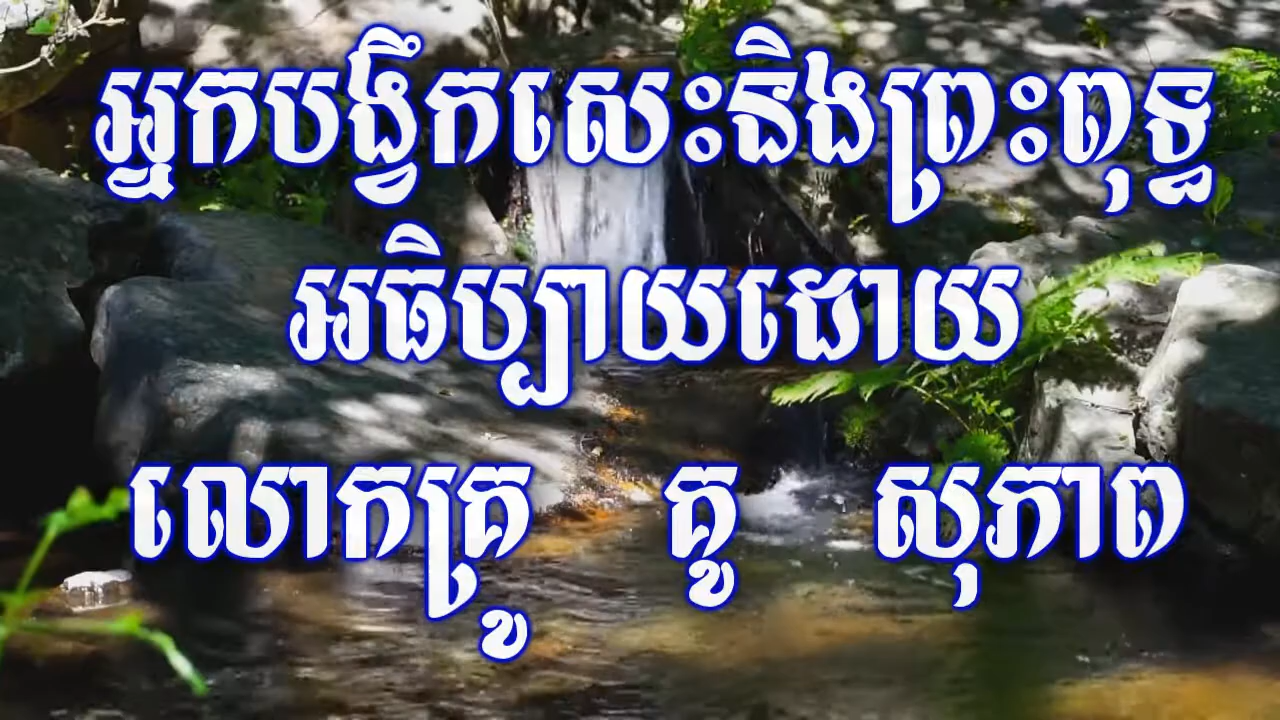 អ្នកបង្វឹកសេះនិងព្រះពុទ្ធ
អធិប្បាយដោយ
លោកគ្រូ គូ សុភាព